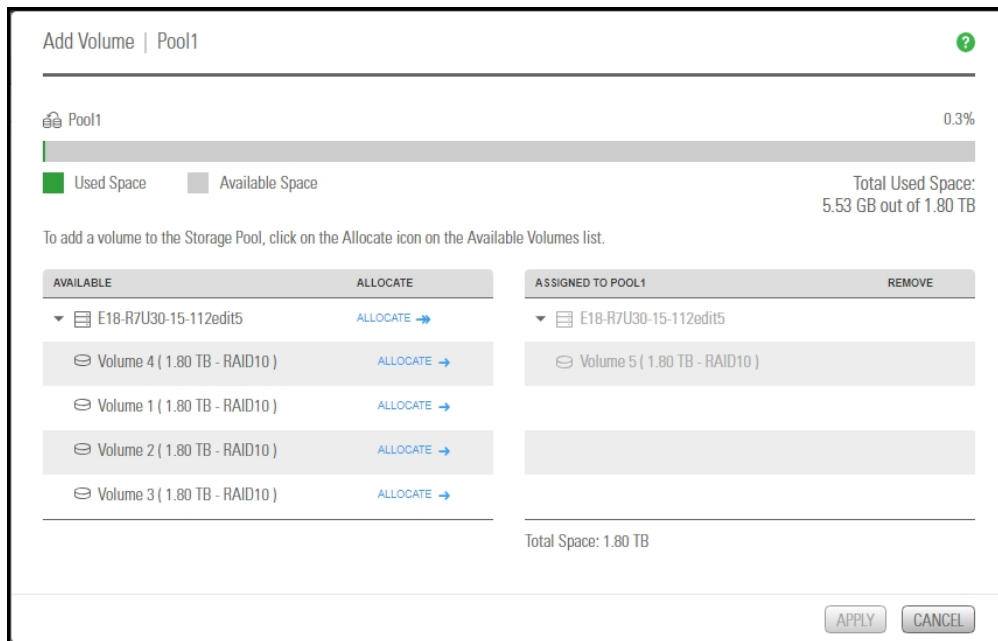 Add Volume | Pool1
?
Pool1 0.3%
Used Space Available Space
Total Used Space:
5.53 GB out of 1.80 TB
To add a volume to the Storage Pool, click on the Allocate icon on the Available Volumes list.
AVAILABLE ALLOCATE
E18-R7U30-15-112edit5 ALLOCATE
Volume 4 ( 1.80 TB - RAID10 ) ALLOCATE
Volume 1 ( 1.80 TB - RAID10 ) ALLOCATE
Volume 2 ( 1.80 TB - RAID10 ) ALLOCATE
Volume 3 ( 1.80 TB - RAID10 ) ALLOCATE
ASSIGNED TO POOL1 REMOVE
E18-R7U30-15-112edit5
Volume 5 ( 1.80 TB - RAID10 )
Total Space: 1.80 TB
APPLY CANCEL